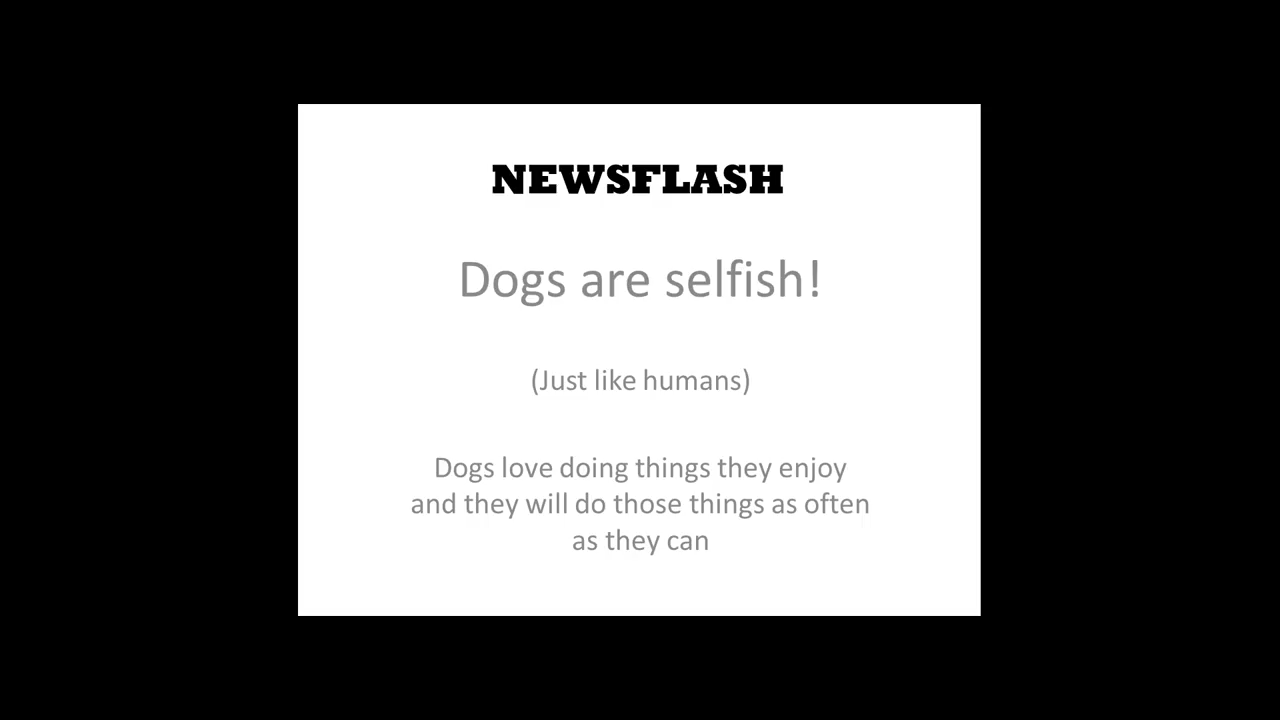 NEWSFLASH
Dogs are selfish!
(Just like humans)
Dogs love doing things they enjoy
and they will do those things as often
as they can